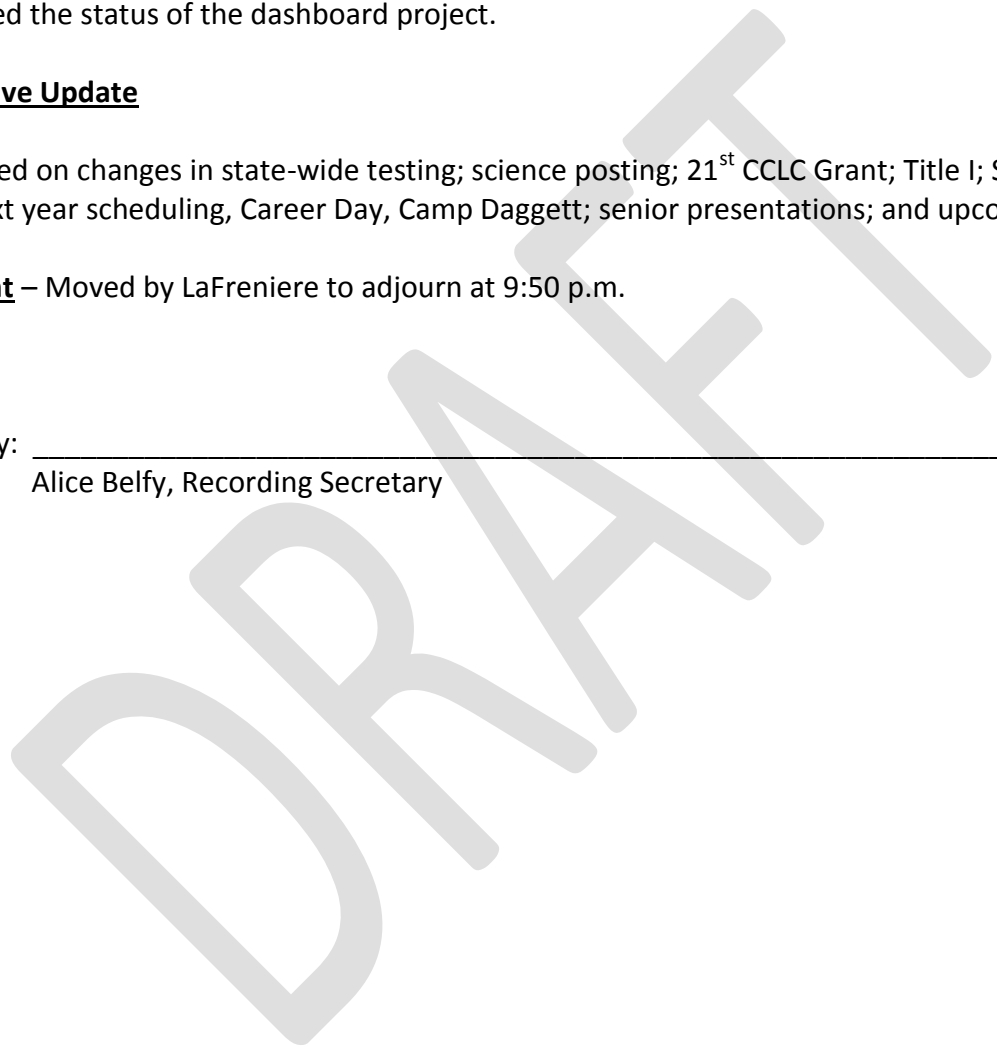 ed the status of the dashboard project.
ve Update
ed on changes in state-wide testing; science posting; 21st CCLC Grant; Title I; S
xt year scheduling, Career Day, Camp Daggett; senior presentations; and upco
nt – Moved by LaFreniere to adjourn at 9:50 p.m.
y: ______________________________________________________________
Alice Belfy, Recording Secretary
DRAFT